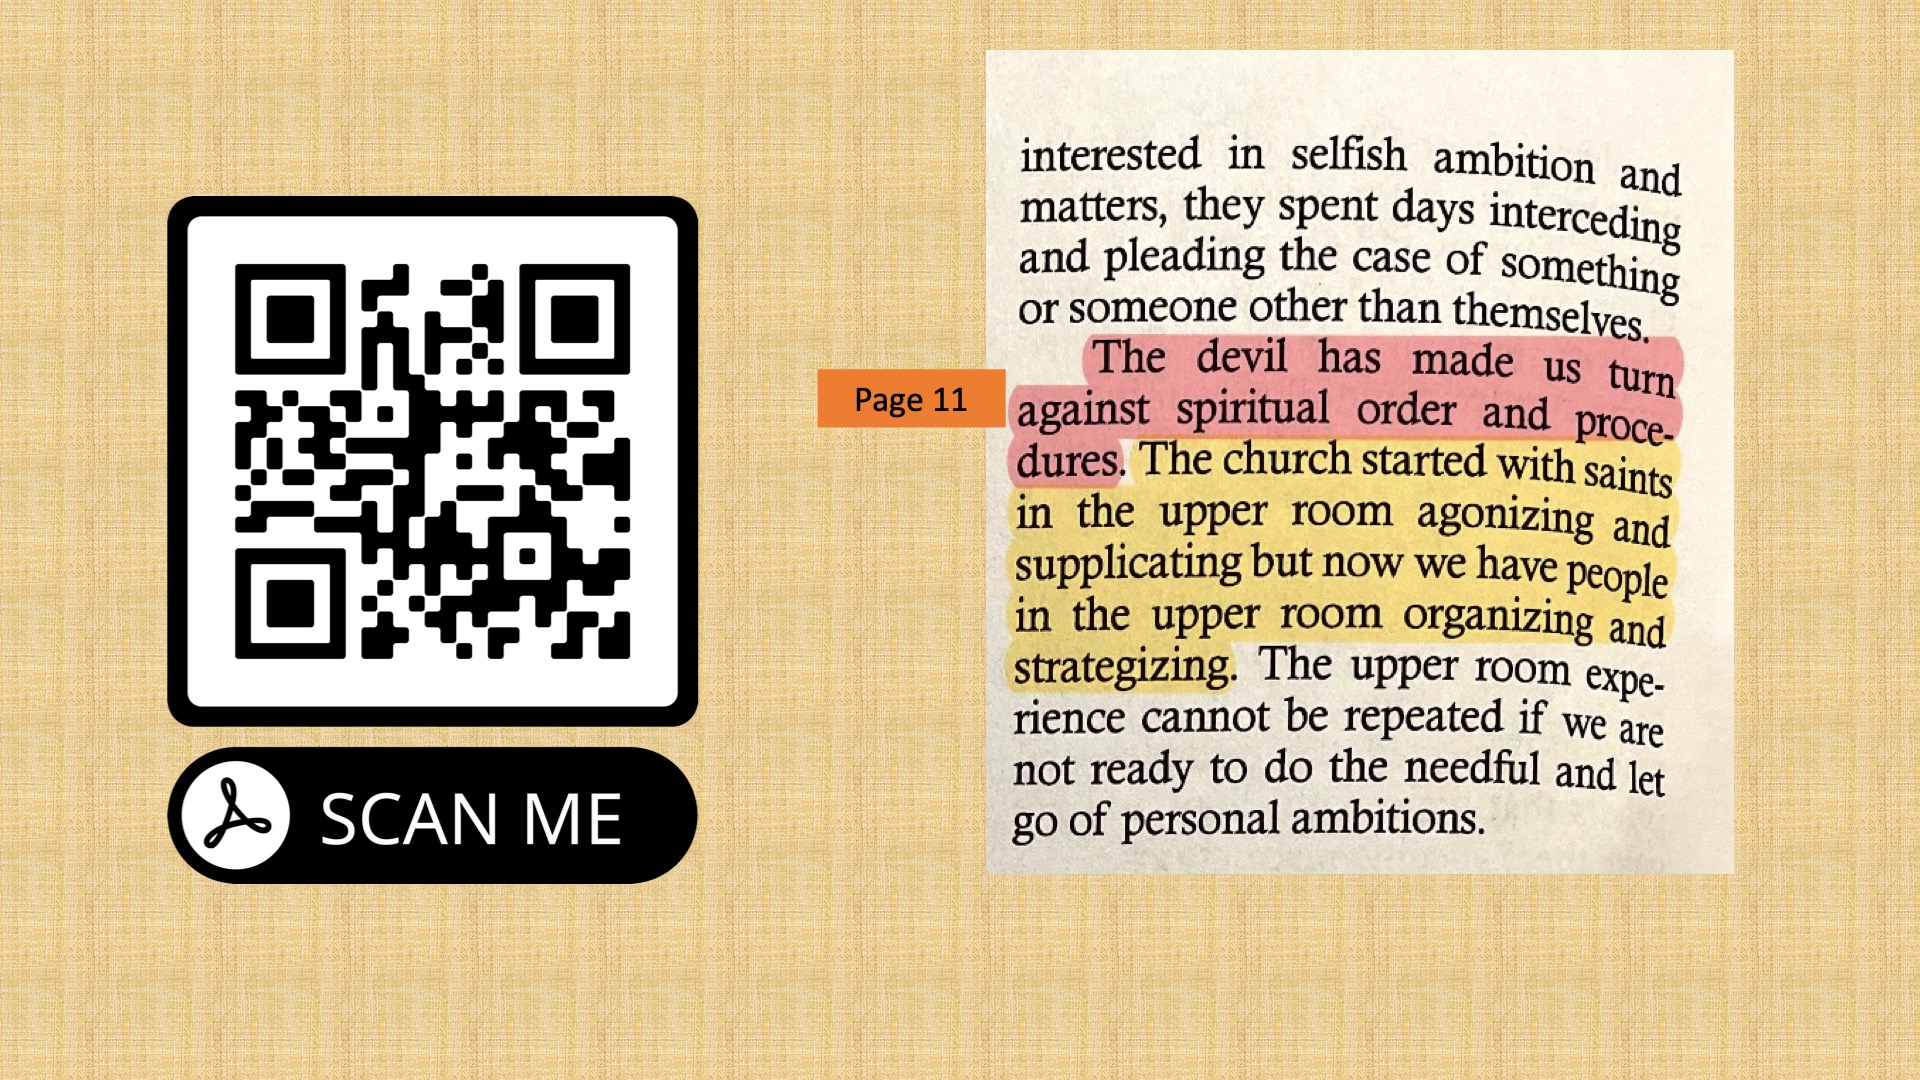 SCAN ME
Page 11
interested in selfish ambition and
matters, they spent days interceding
and pleading the case of something
or someone other than themselves.
The devil has made us turn
against spiritual order and proce-
dures. The church started with saints
in the upper room agonizing and
supplicating but now we have people
in the upper room organizing and
strategizing. The upper room expe-
rience cannot be repeated if we are
not ready to do the needful and let
go of personal ambitions.